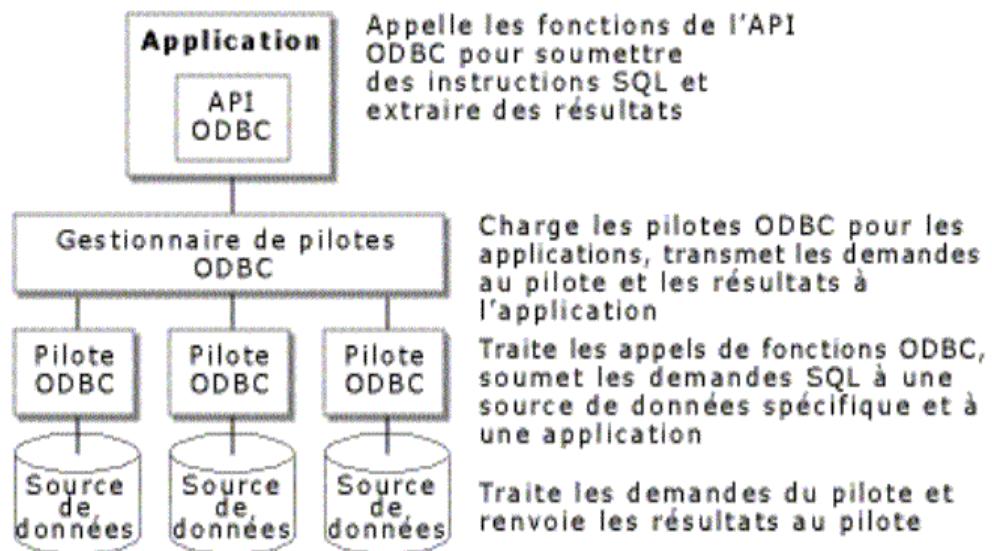 Application
API
ODBC
Appelle les fonctions de l'API
ODBC pour soumettre
des instructions SQL et
extraire des résultats
Gestionnaire de pilotes
ODBC
Charge les pilotes ODBC pour les
applications, transmet les demandes
au pilote et les résultats à
l'application
Pilote
ODBC
Pilote
ODBC
Pilote
ODBC
Traite les appels de fonctions ODBC,
soumet les demandes SQL à une
source de données spécifique et à
une application
Source
de
données
Source
de
données
Source
de
données
Traite les demandes du pilote et
renvoie les résultats au pilote